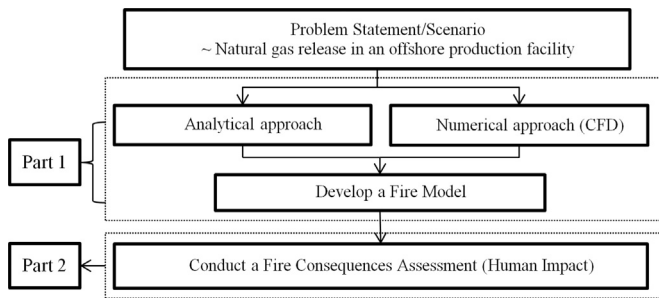 Problem Statement/Scenario
~ Natural gas release in an offshore production facility
Analytical approach
Numerical approach (CFD)
Part 1
Develop a Fire Model
Part 2
Conduct a Fire Consequences Assessment (Human Impact)